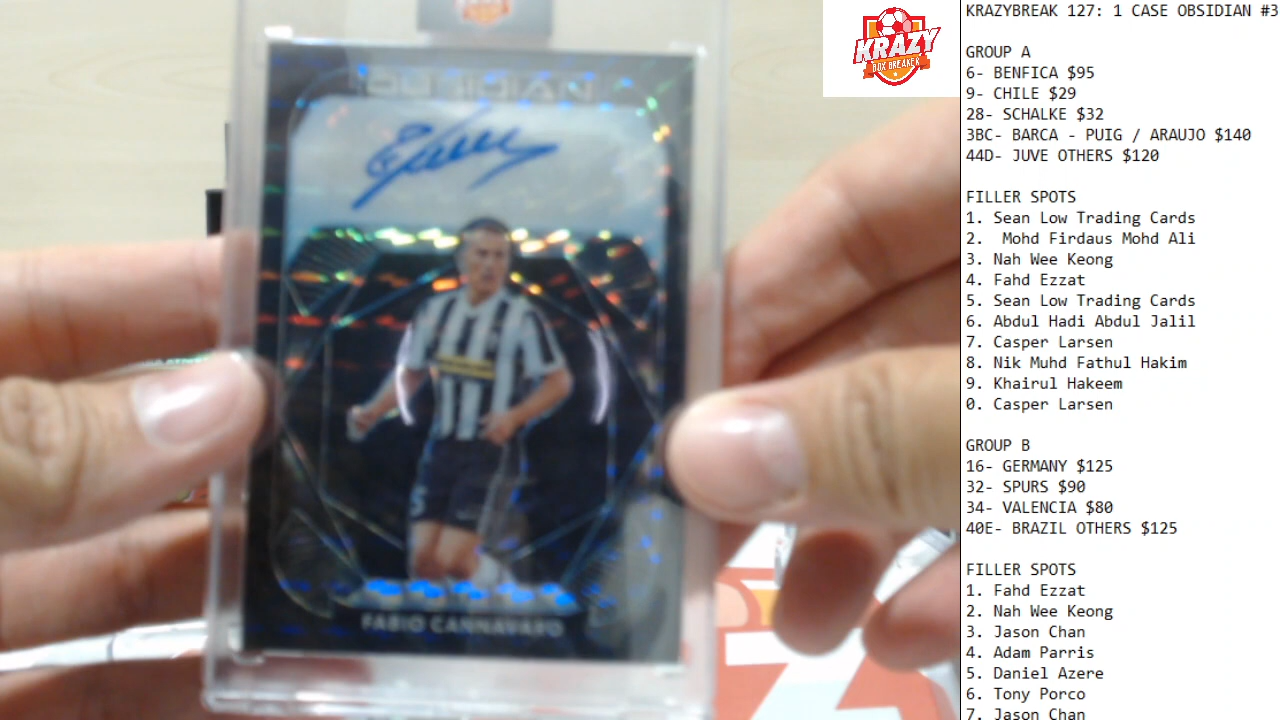 OBSIDIAN
FABIO CANNAVARO
5
KRAZY
BOX BREAKER
KRAZYBREAK 127: 1 CASE OBSIDIAN #3
GROUP A
6- BENFICA $95
9- CHILE $29
28- SCHALKE $32
3BC- BARCA - PUIG / ARAUJO $140
44D- JUVE OTHERS $120
FILLER SPOTS
1. Sean Low Trading Cards
2.  Mohd Firdaus Mohd Ali
3. Nah Wee Keong
4. Fahd Ezzat
5. Sean Low Trading Cards
6. Abdul Hadi Abdul Jalil
7. Casper Larsen
8. Nik Muhd Fathul Hakim
9. Khairul Hakeem
0. Casper Larsen
GROUP B
16- GERMANY $125
32- SPURS $90
34- VALENCIA $80
40E- BRAZIL OTHERS $125
FILLER SPOTS
1. Fahd Ezzat
2. Nah Wee Keong
3. Jason Chan
4. Adam Parris
5. Daniel Azere
6. Tony Porco
7. Jason Chan